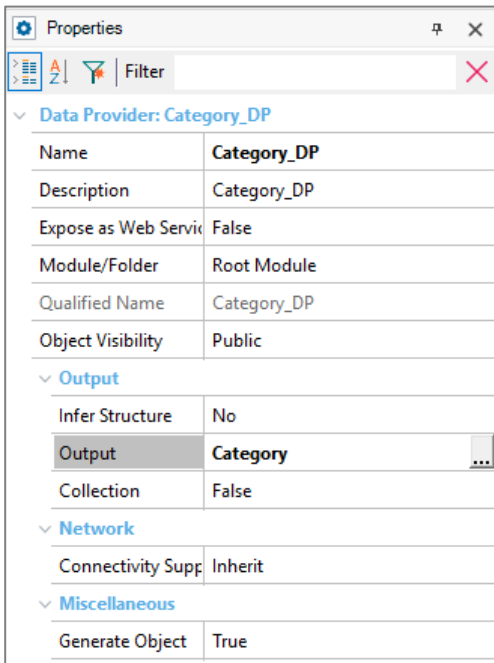 Properties
A Z Filter
Data Provider: Category_DP
Name Category_DP
Description Category_DP
Expose as Web Servic False
Module/Folder Root Module
Qualified Name Category_DP
Object Visibility Public
Output
Infer Structure No
Output Category ...
Collection False
Network
Connectivity Supp Inherit
Miscellaneous
Generate Object True